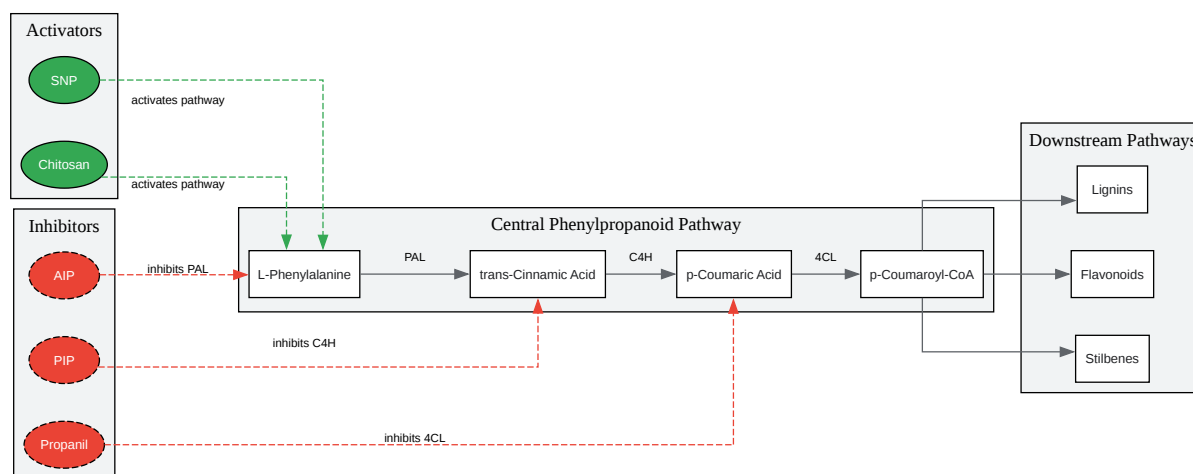 Activators
SNP
activates pathway
Chitosan
activates pathway
Inhibitors
AIP
inhibits PAL
PIP
inhibits C4H
Propanil
inhibits 4CL
Central Phenylpropanoid Pathway
L-Phenylalanine
PAL
trans-Cinnamic Acid
C4H
p-Coumaric Acid
4CL
p-Coumaroyl-CoA
Downstream Pathways
Lignins
Flavonoids
Stilbenes